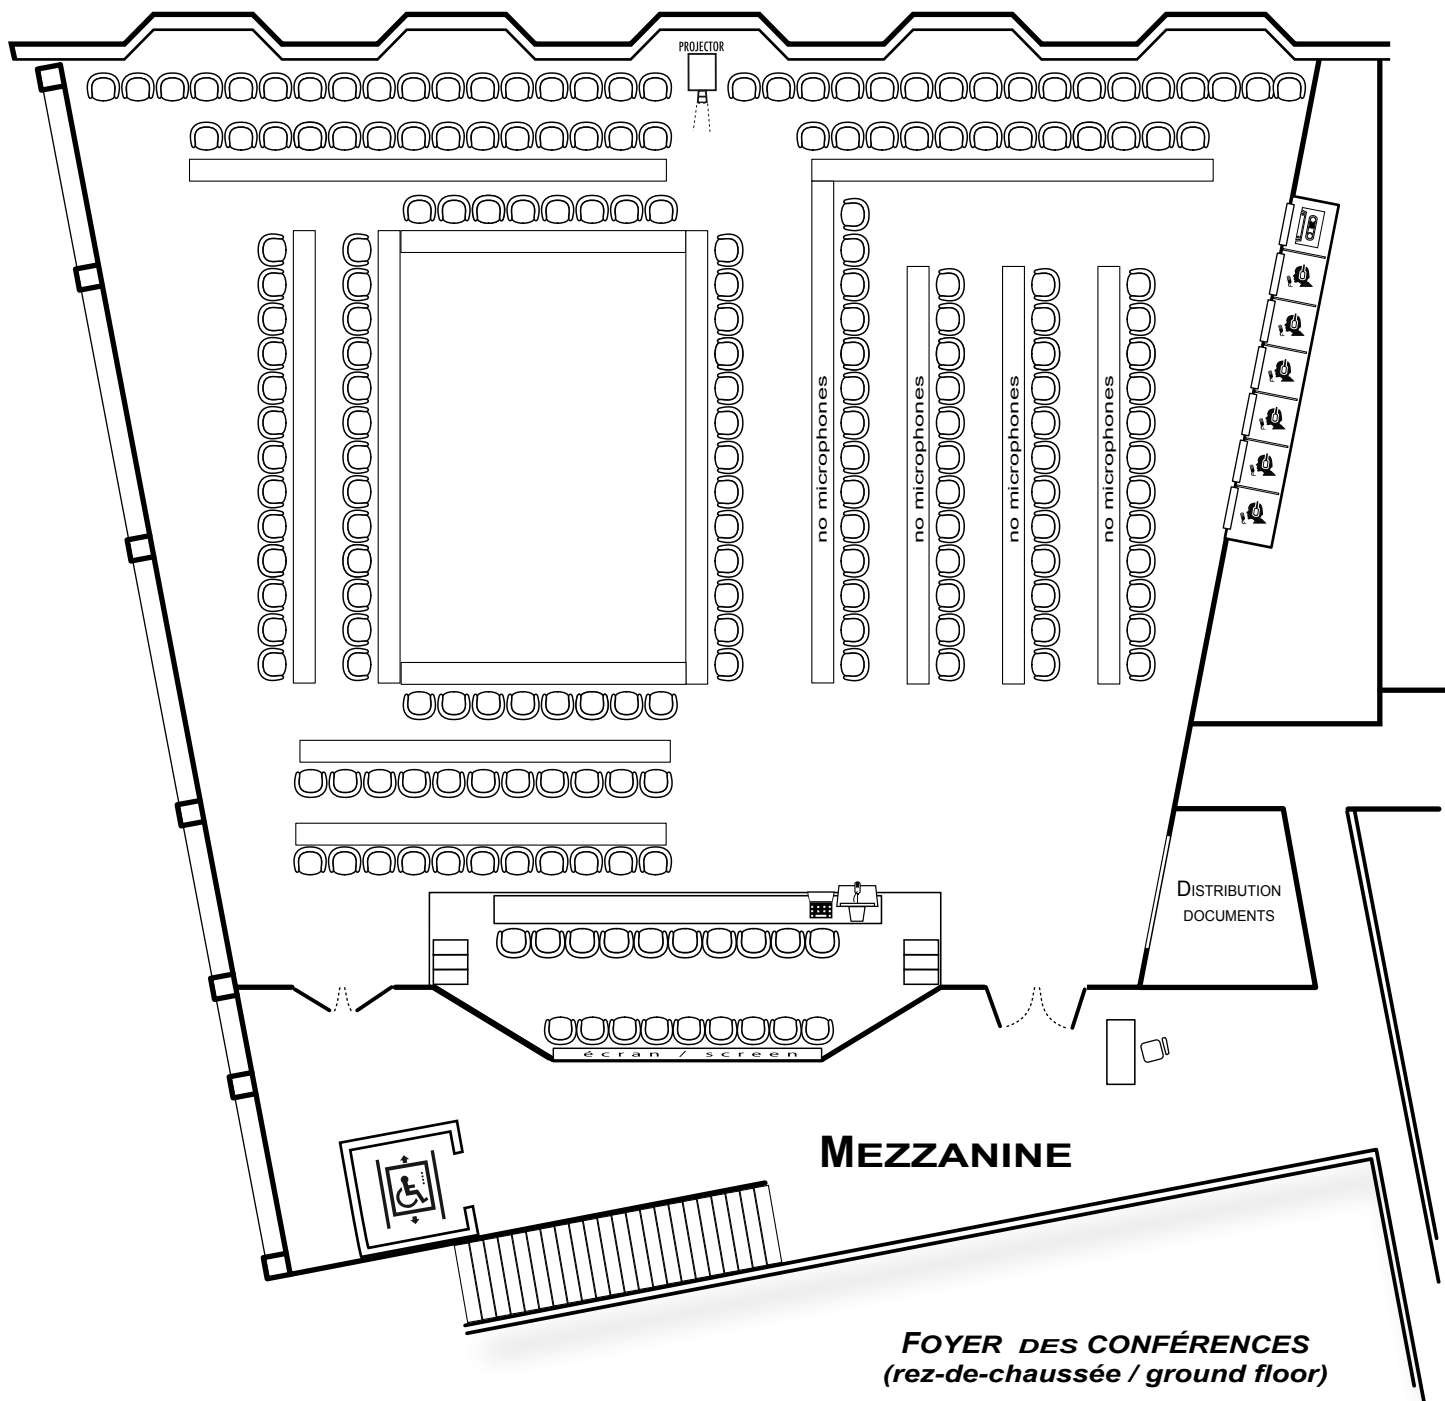 PROJECTOR
no microphones
no microphones
no microphones
no microphones
DISTRIBUTION
DOCUMENTS
écran / screen
MEZZANINE
FOYER DES CONFÉRENCES
(rez-de-chaussée / ground floor)